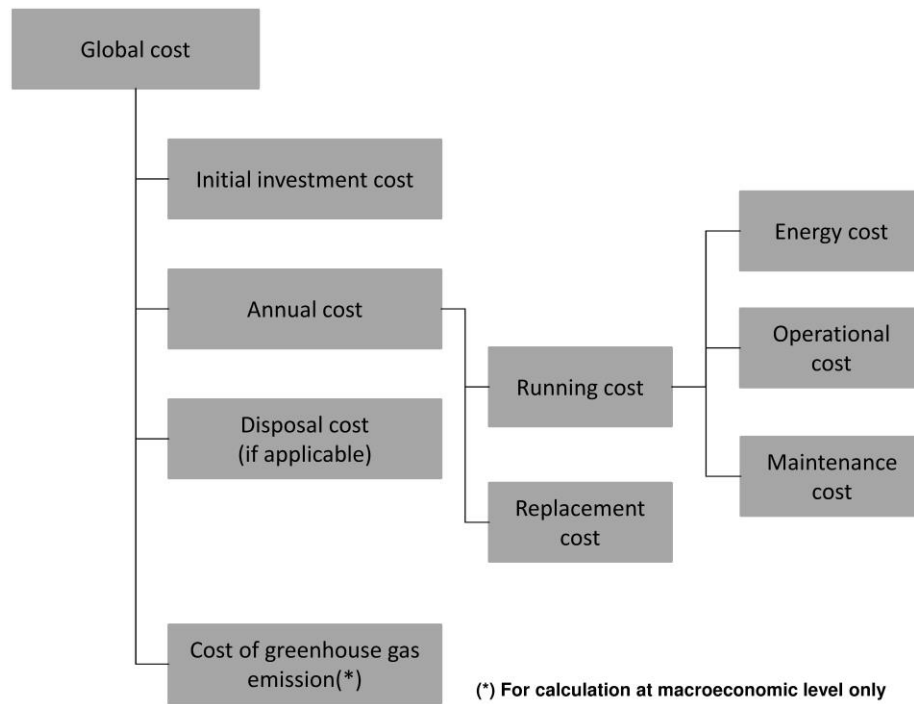 Global cost
Initial investment cost
Annual cost
Disposal cost
(if applicable)
Cost of greenhouse gas
emission(*)
Running cost
Replacement
cost
Energy cost
Operational
cost
Maintenance
cost
(*) For calculation at macroeconomic level only